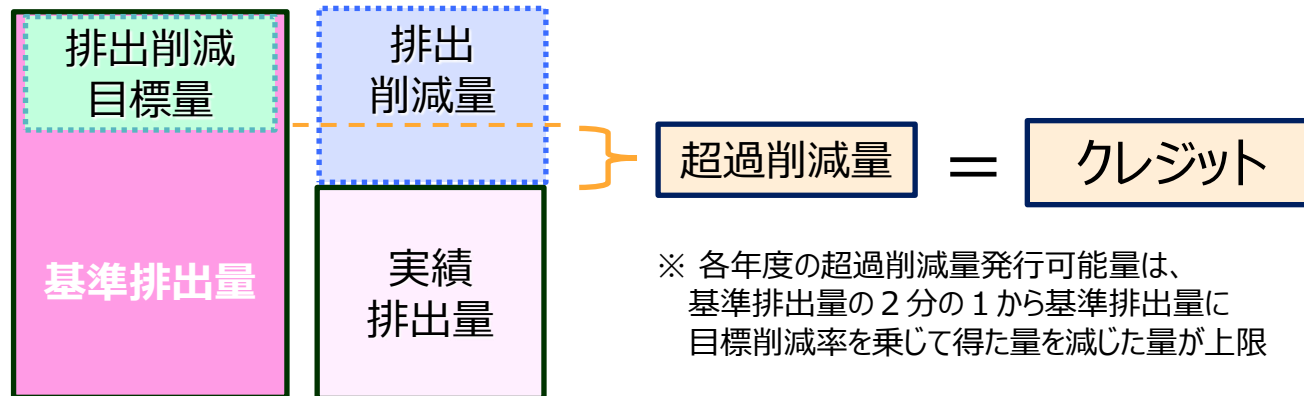 排出削減
目標量
基準排出量
排出
削減量
実績
排出量
超過削減量
＝
クレジット
※ 各年度の超過削減量発行可能量は、
基準排出量の２分の１から基準排出量に
目標削減率を乗じて得た量を減じた量が上限